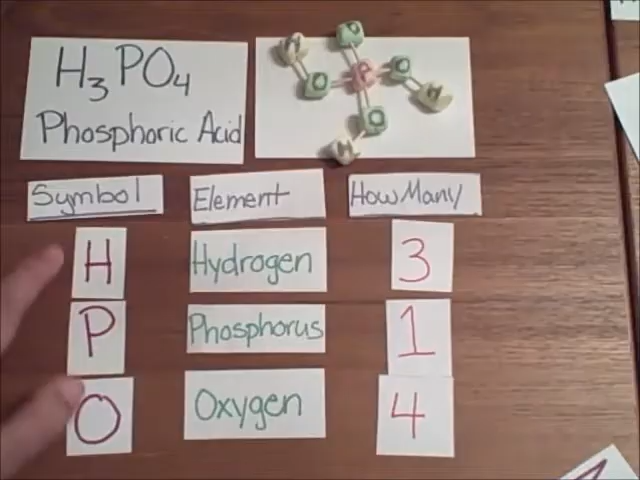 H₃PO₄
Phosphoric Acid
H O
O P O H
O
H
Symbol Element How Many
H Hydrogen 3
P Phosphorus 1
O Oxygen 4